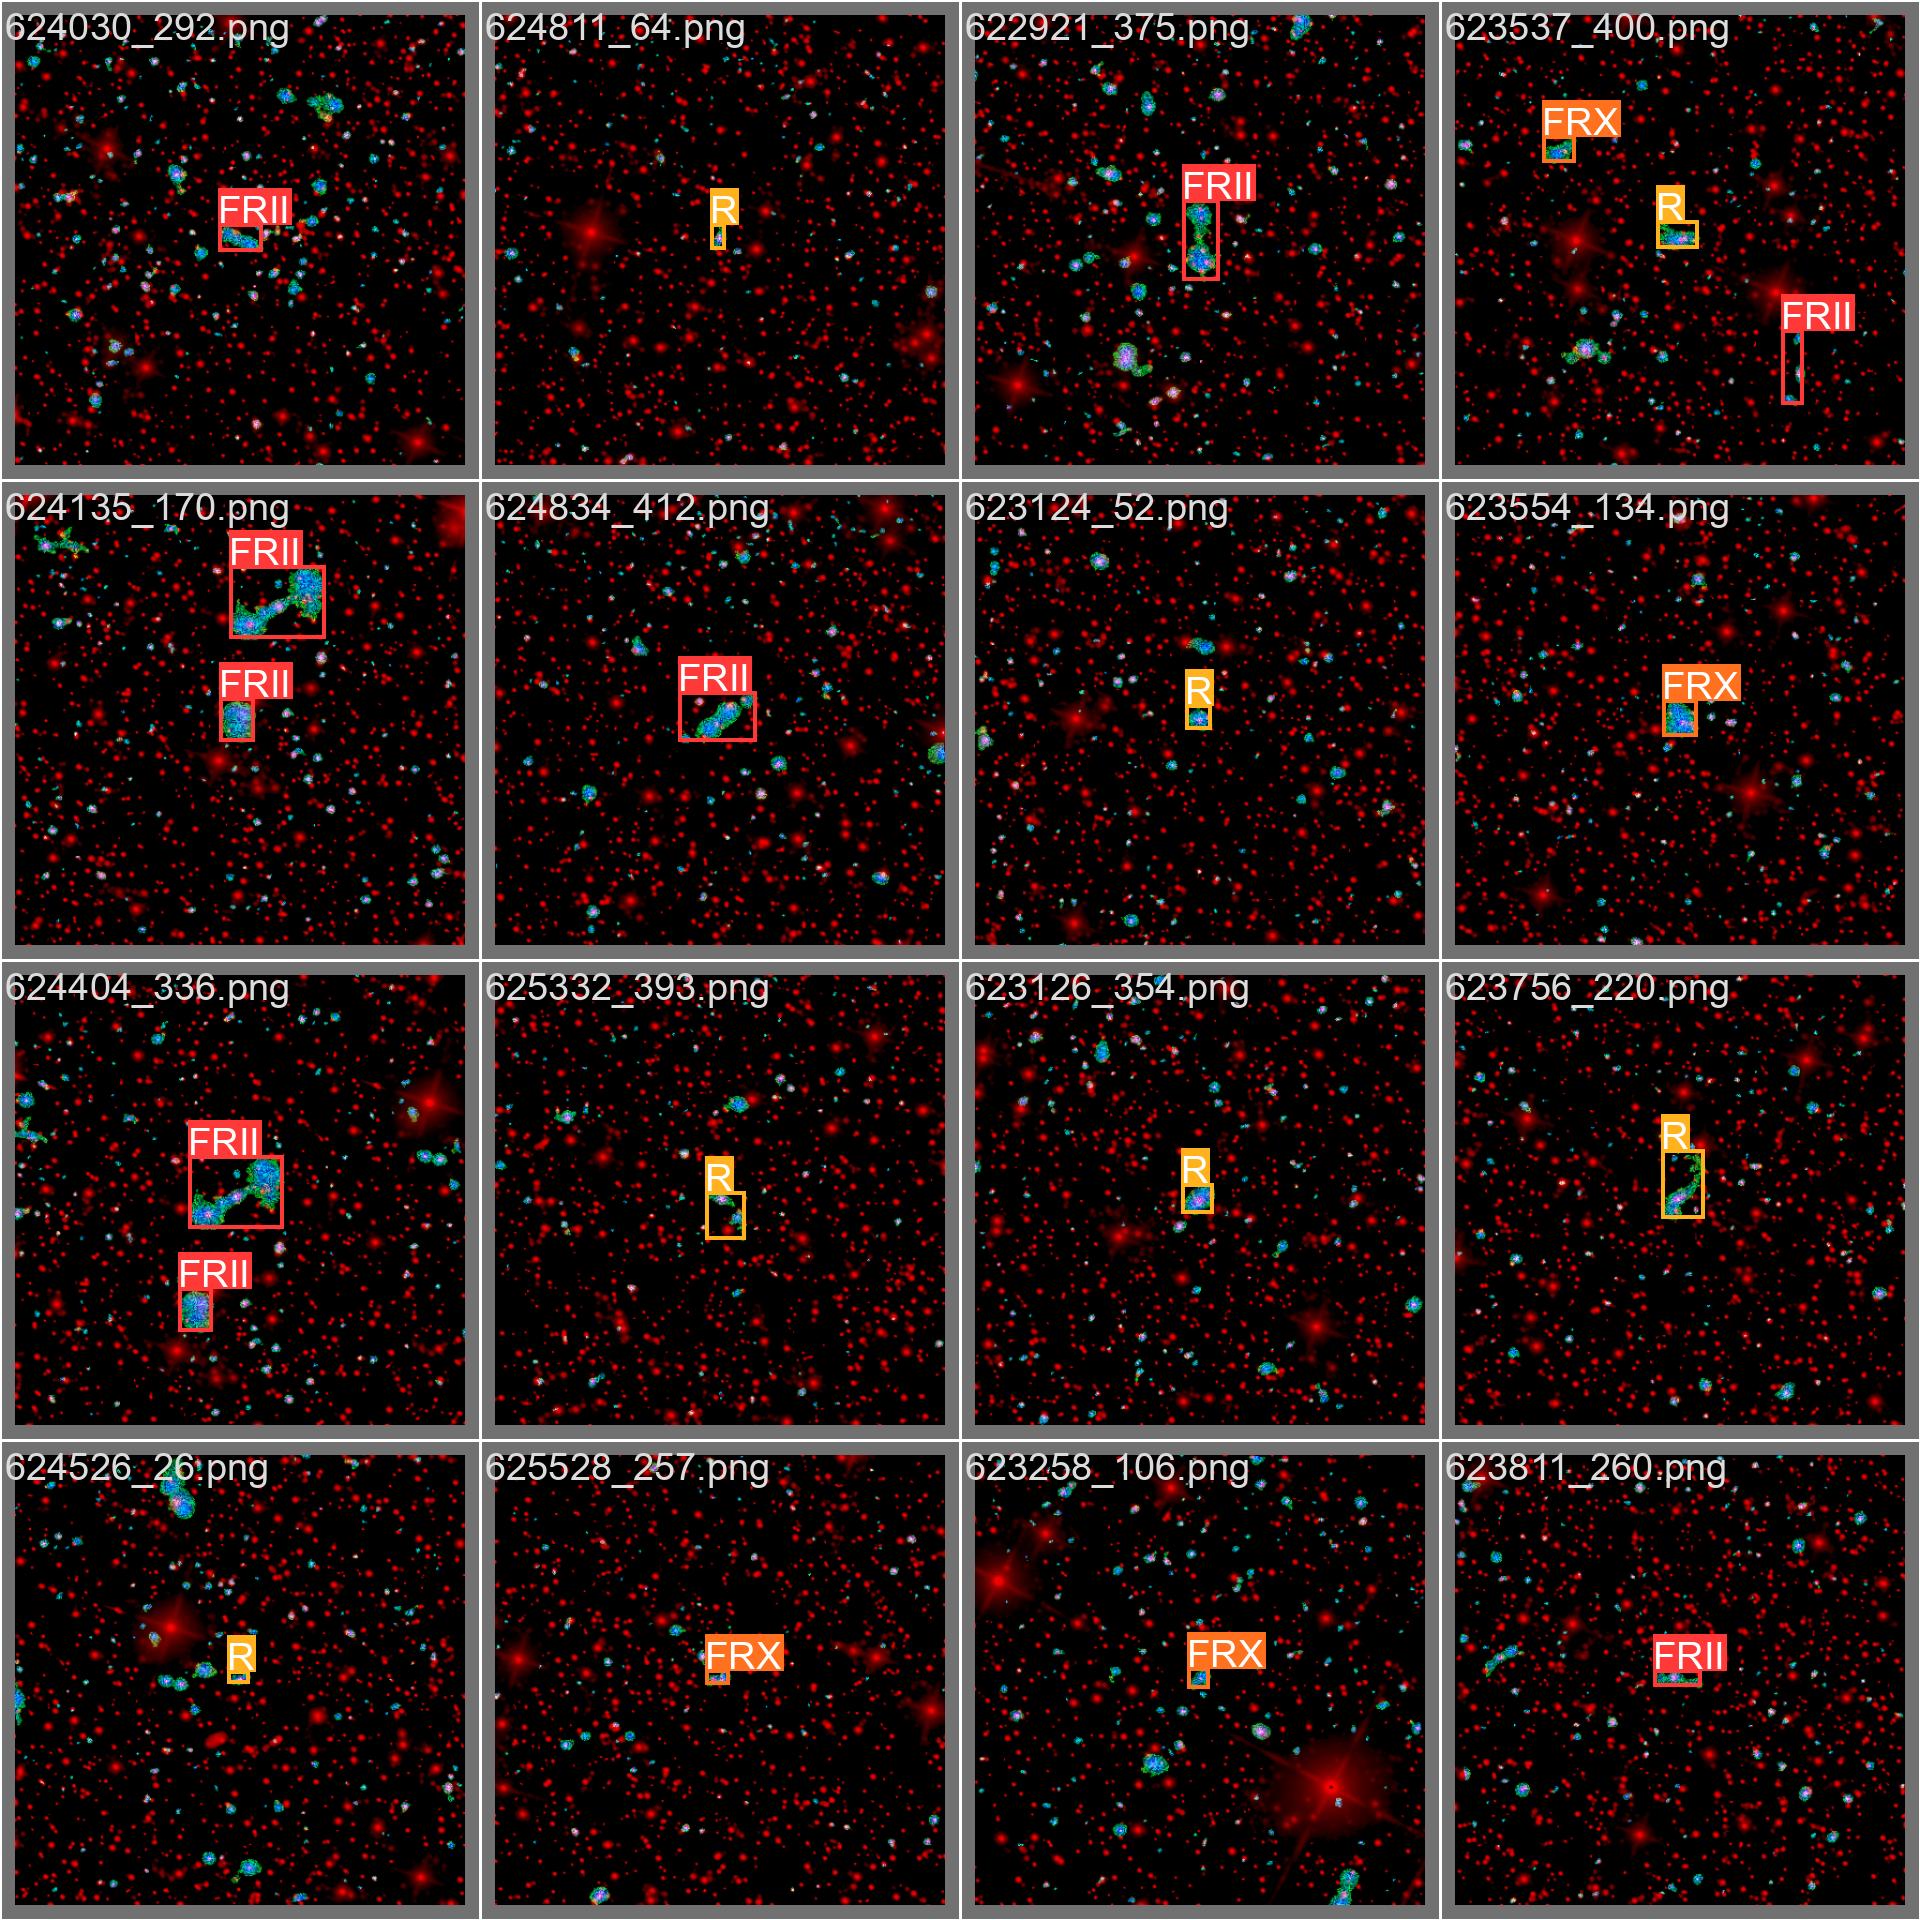 624030_292.png
FRII
624811_64.png
R
622921_375.png
FRII
623537_400.png
FRX
R
FRII
624135_170.png
FRII
FRII
624834_412.png
FRII
623124_52.png
R
623554_134.png
FRX
624404_336.png
FRII
FRII
625332_393.png
R
623126_354.png
R
623756_220.png
R
624526_26.png
R
625528_257.png
FRX
623258_106.png
FRX
623811_260.png
FRII